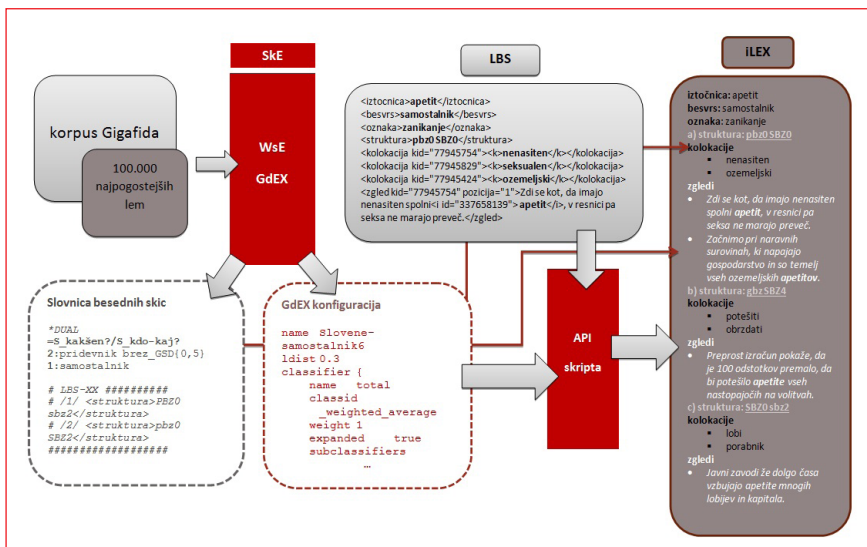 SkE
WsE
GdEX
korpus Gigafida
100.000
najpogostejših
lem
LBS
<iztocnica>apetit</iztocnica>
<besvrs>samostalnik</besvrs>
<oznaka>zanikanje</oznaka>
<struktura>pbz0 SBZ0</struktura>
<kolokacija kid="77945754"><k>nenasiten</k></kolokacija>
<kolokacija kid="77945829"><k>seksualen</k></kolokacija>
<kolokacija kid="77945424"><k>ozemeljski</k></kolokacija>
<zgled kid="77945754" pozicija="1">Zdi se kot, da imajo
nenasiten spolni<i id="337658139">apetit</i>, v resnici pa
seksa ne marajo preveč.</zgled>
Slovnica besednih skic
*DUAL
=S_kakšen?/S_kdo-kaj?
2:pridevnik brez_GSD{0,5}
1:samostalnik
# LBS-XX ##########
# /1/ <struktura>PBZ0
sbz2</struktura>
# /2/ <struktura>pbz0
SBZ2</struktura>
###################
GdEX konfiguracija
name Slovene-
samostalnik6
ldist 0.3
classifier {
name total
classid
_weighted_average
weight 1
expanded true
subclassifiers
…
API
skripta
iLEX
iztočnica: apetit
besvrs: samostalnik
oznaka: zanikanje
a) struktura: pbz0 SBZ0
kolokacije
▪ nenasiten
▪ ozemeljski
zgledi
• Zdi se kot, da imajo nenasiten
spolni apetit, v resnici pa
seksa ne marajo preveč.
• Začnimo pri naravnih
surovinah, ki napajajo
gospodarstvo in so temelj
vseh ozemeljskih apetitov.
b) struktura: gbz SBZ4
kolokacije
▪ potešiti
▪ obrzdati
zgledi
• Preprost izračun pokaže, da
je 100 odstotkov premalo, da
bi potešilo apetite vseh
nastopajočih na volitvah.
c) struktura: SBZ0 sbz2
kolokacije
▪ lobi
▪ porabnik
zgledi
• Javni zavodi že dolgo časa
vzbujajo apetite mnogih
lobijev in kapitala.